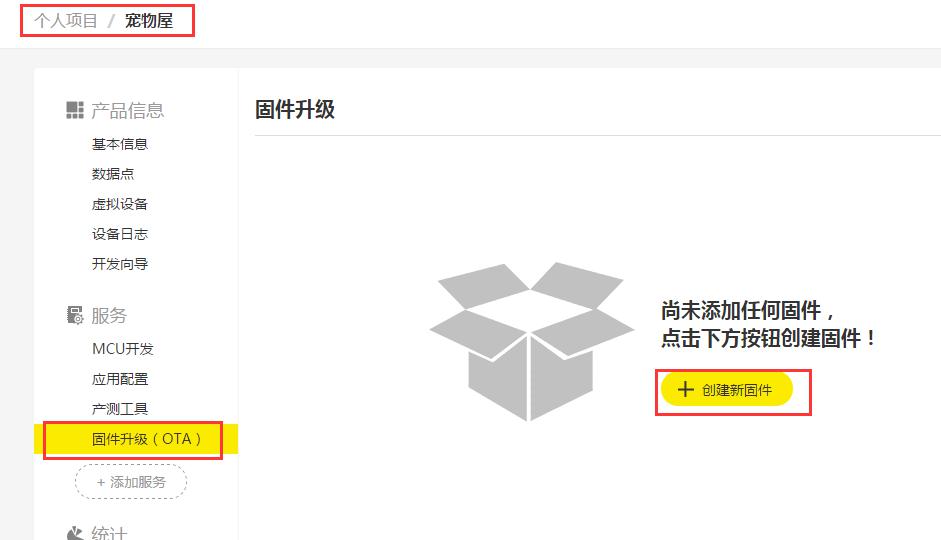 个人项目 / 宠物屋
产品信息
基本信息
数据点
虚拟设备
设备日志
开发向导
服务
MCU开发
应用配置
产测工具
固件升级（OTA）
+ 添加服务
统计
固件升级
尚未添加任何固件，
点击下方按钮创建固件！
+ 创建新固件